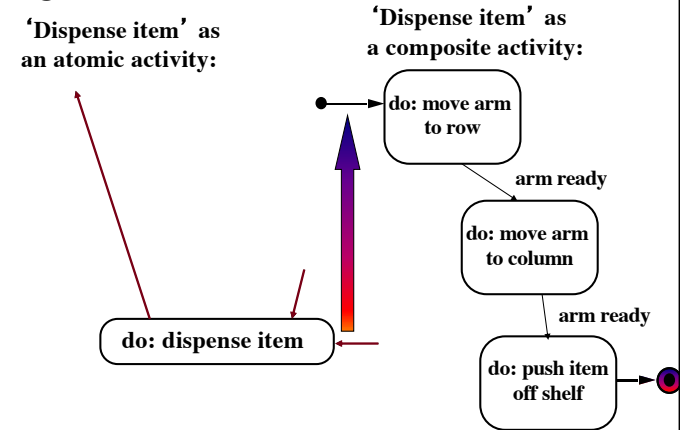 ‘Dispense item’ as
an atomic activity:
‘Dispense item’ as
a composite activity:
do: move arm
to row
arm ready
do: move arm
to column
arm ready
do: dispense item
do: push item
off shelf